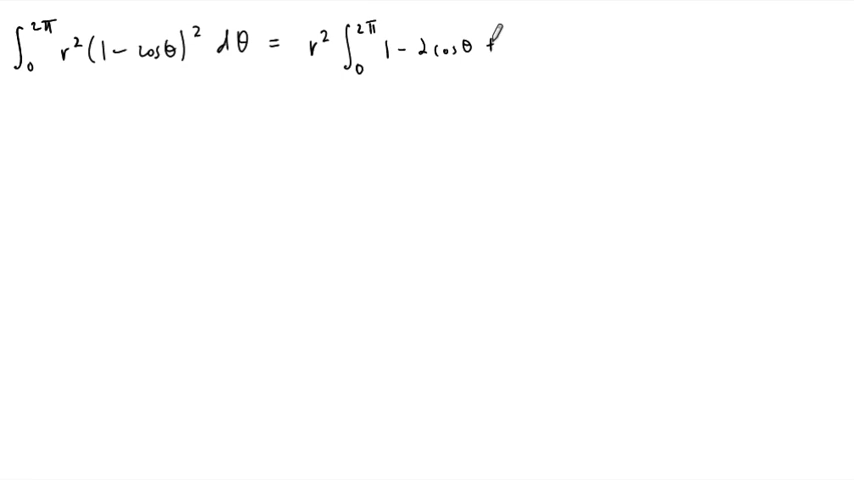 ∫₀^2π r²(1 − cosθ)² dθ = r² ∫₀^2π 1 − 2cosθ +